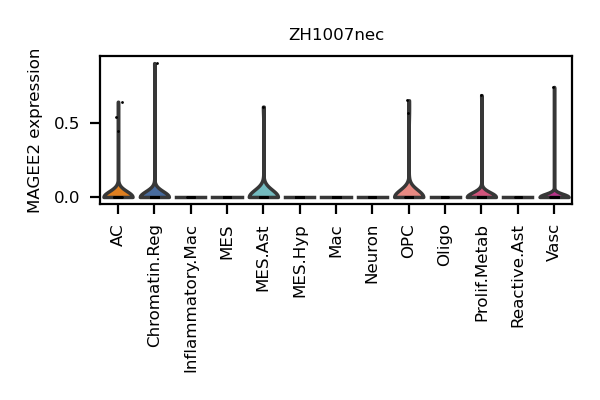 ZH1007nec
MAGEE2 expression
0.5
0.0
AC
Chromatin.Reg
Inflammatory.Mac
MES
MES.Ast
MES.Hyp
Mac
Neuron
OPC
Oligo
Prolif.Metab
Reactive.Ast
Vasc